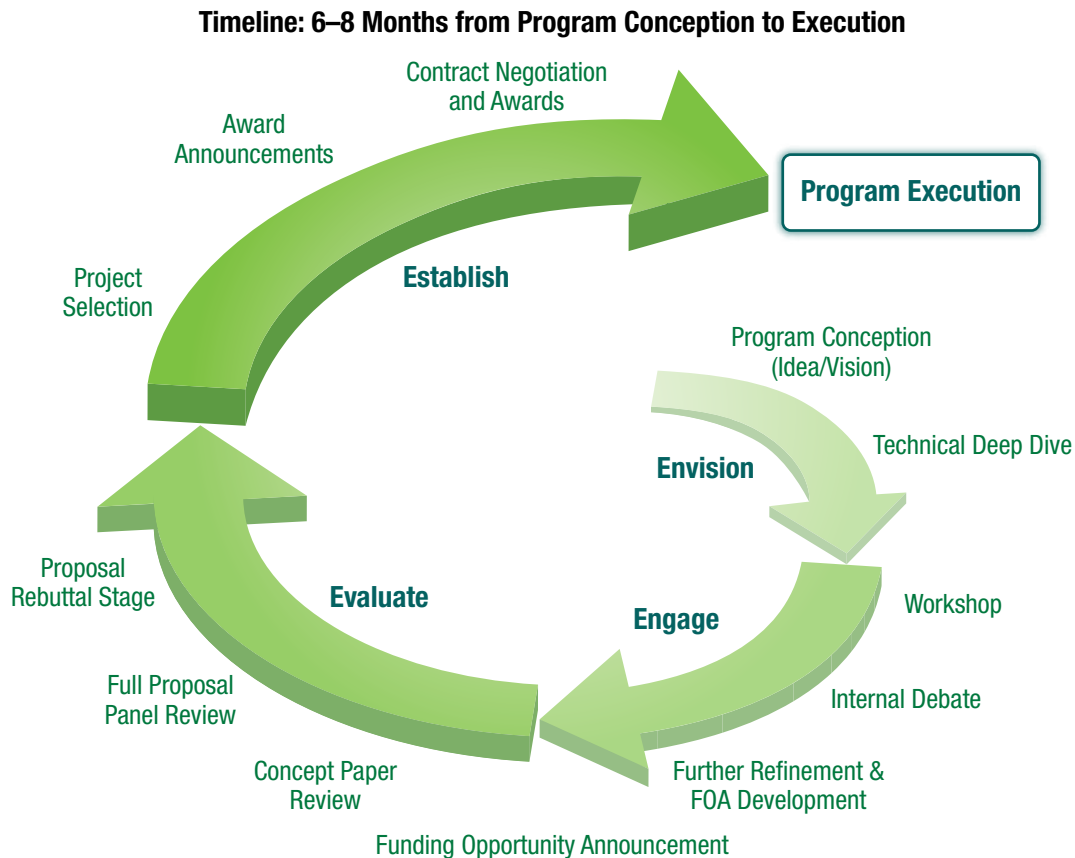 Timeline: 6–8 Months from Program Conception to Execution
Contract Negotiation
and Awards
Award
Announcements
Program Execution
Project
Selection
Establish
Program Conception
(Idea/Vision)
Technical Deep Dive
Envision
Workshop
Engage
Internal Debate
Further Refinement &
FOA Development
Funding Opportunity Announcement
Concept Paper
Review
Evaluate
Full Proposal
Panel Review
Proposal
Rebuttal Stage